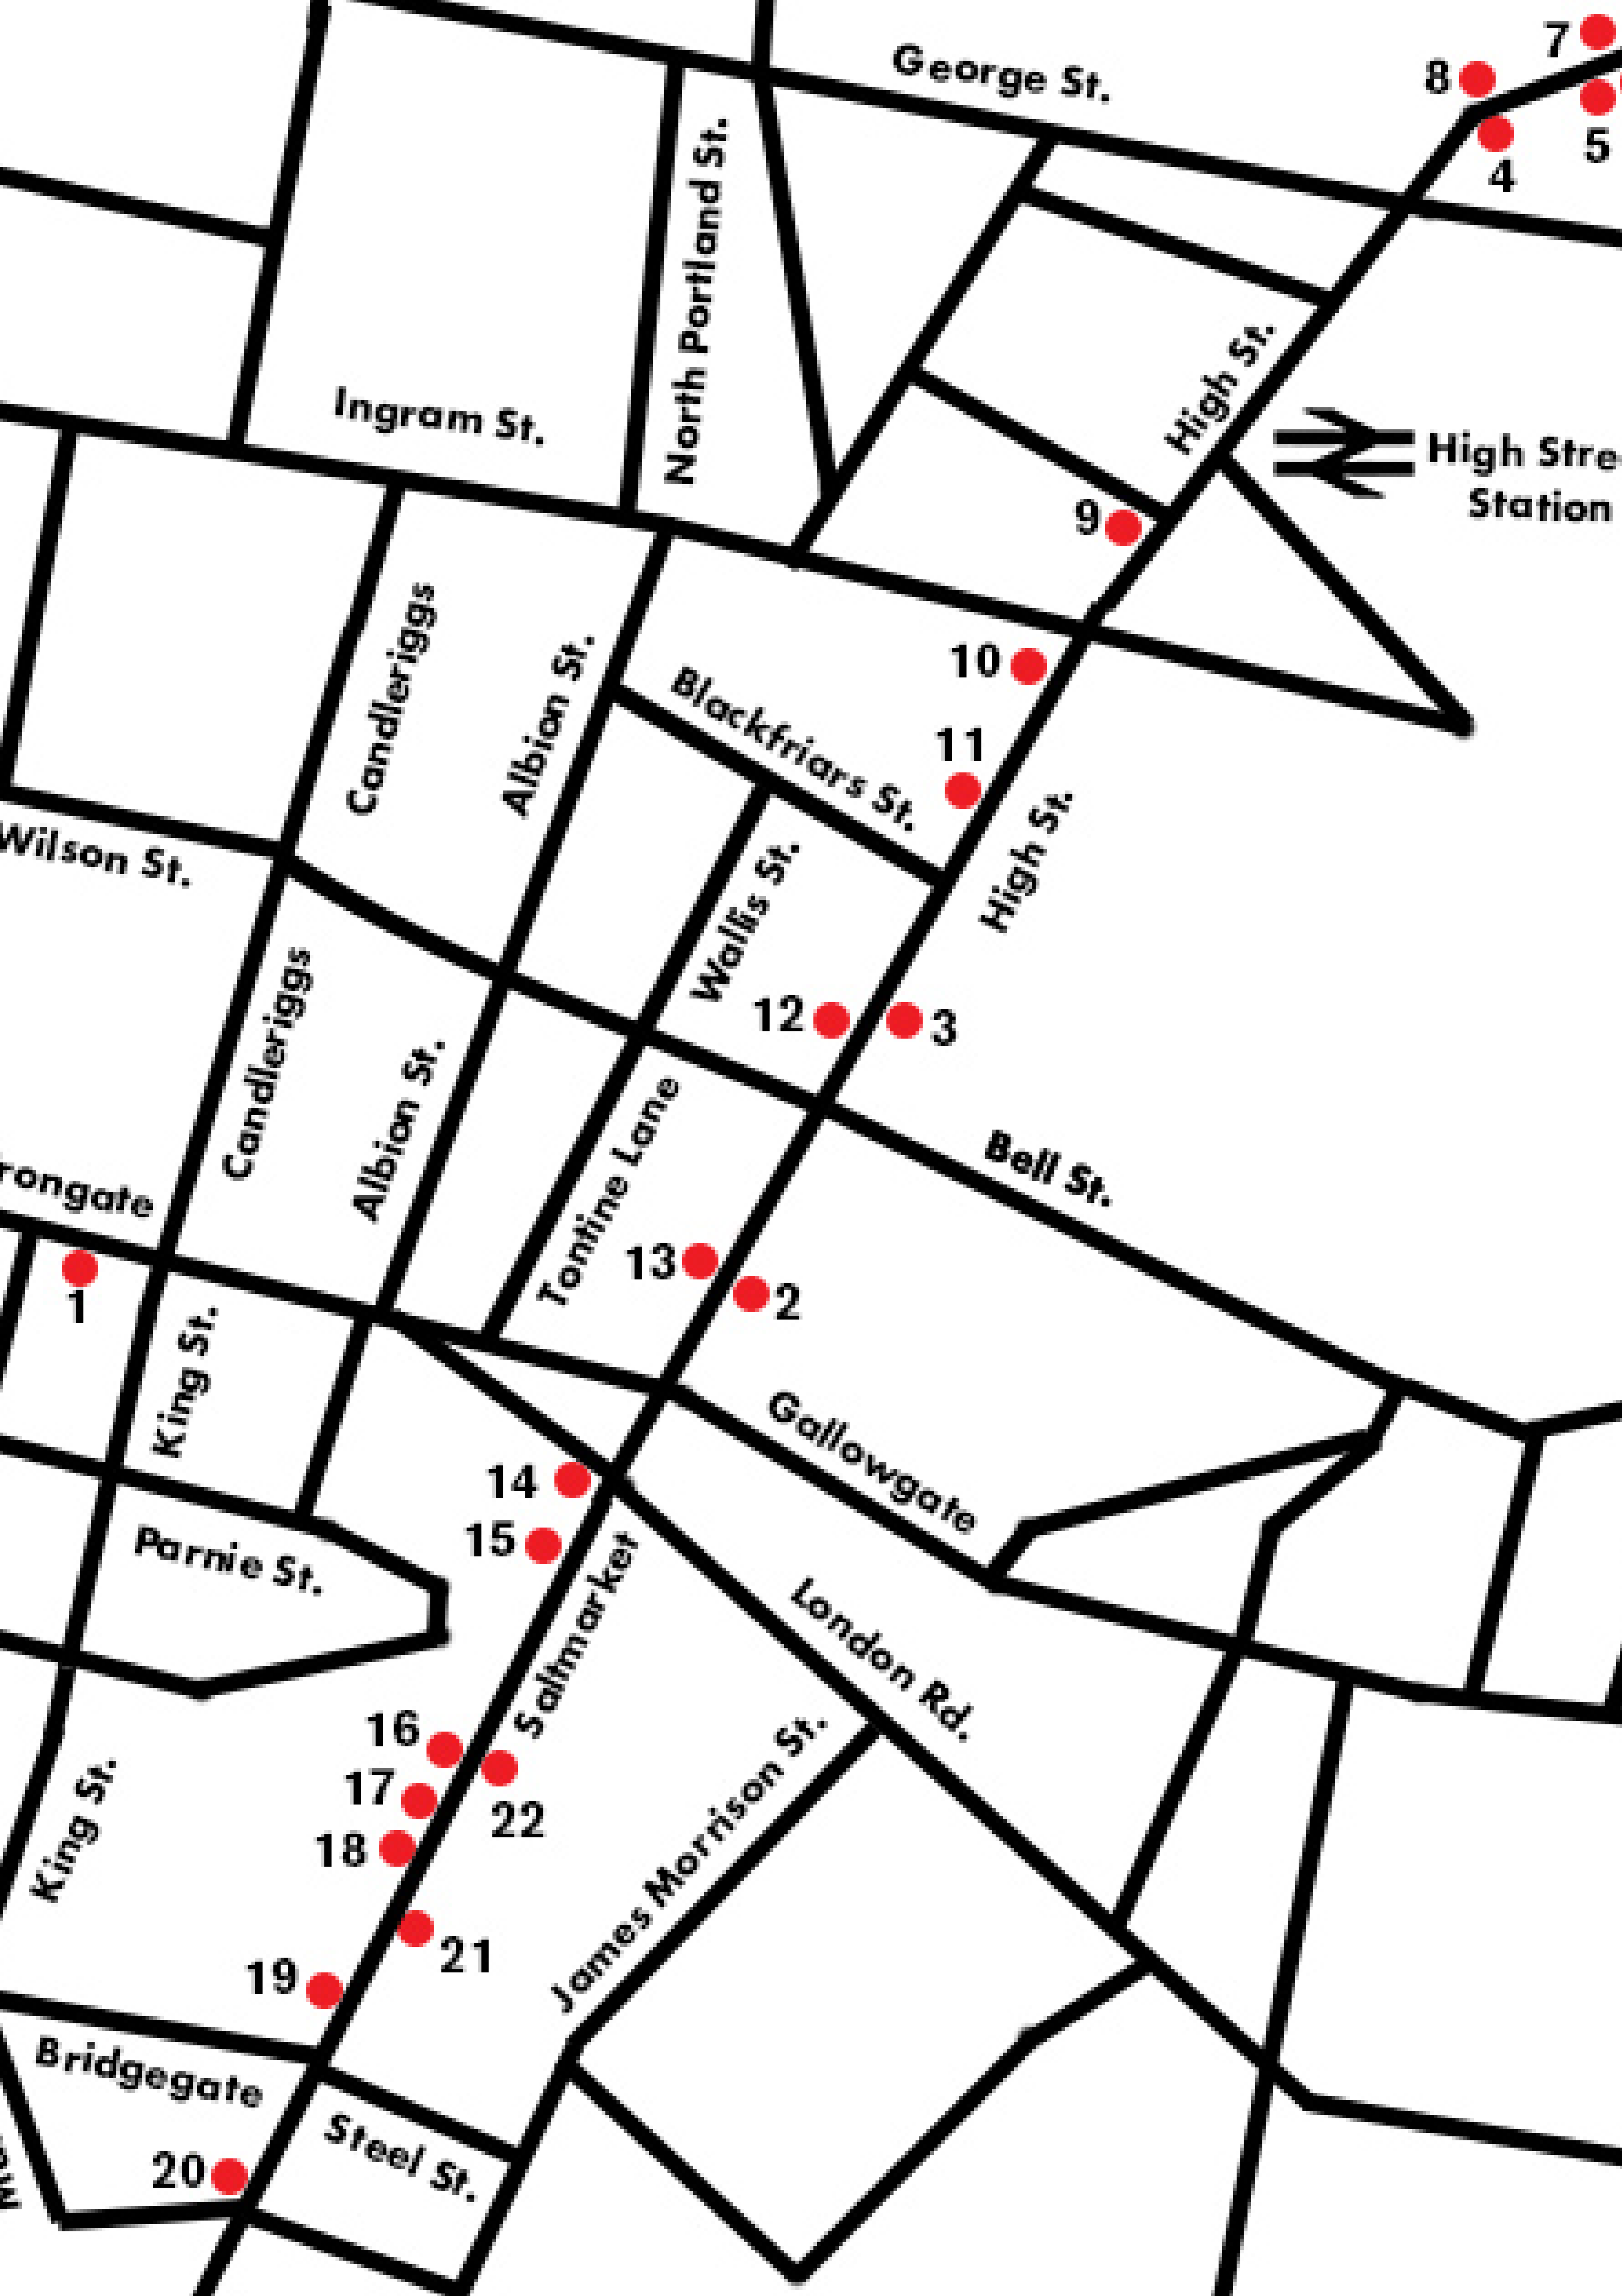 George St.
7
8
5
4
North Portland St.
High St.
Ingram St.
High Stre
Station
9
Candleriggs
Albion St.
10
Blackfriars St.
11
High St.
Wilson St.
Wallis St.
12
3
Candleriggs
Albion St.
Tontine Lane
Bell St.
rongate
1
13
2
King St.
Gallowgate
14
15
Parnie St.
Saltmarket
London Rd.
16
17
18
22
King St.
James Morrison St.
21
19
Bridgegate
Steel St.
20